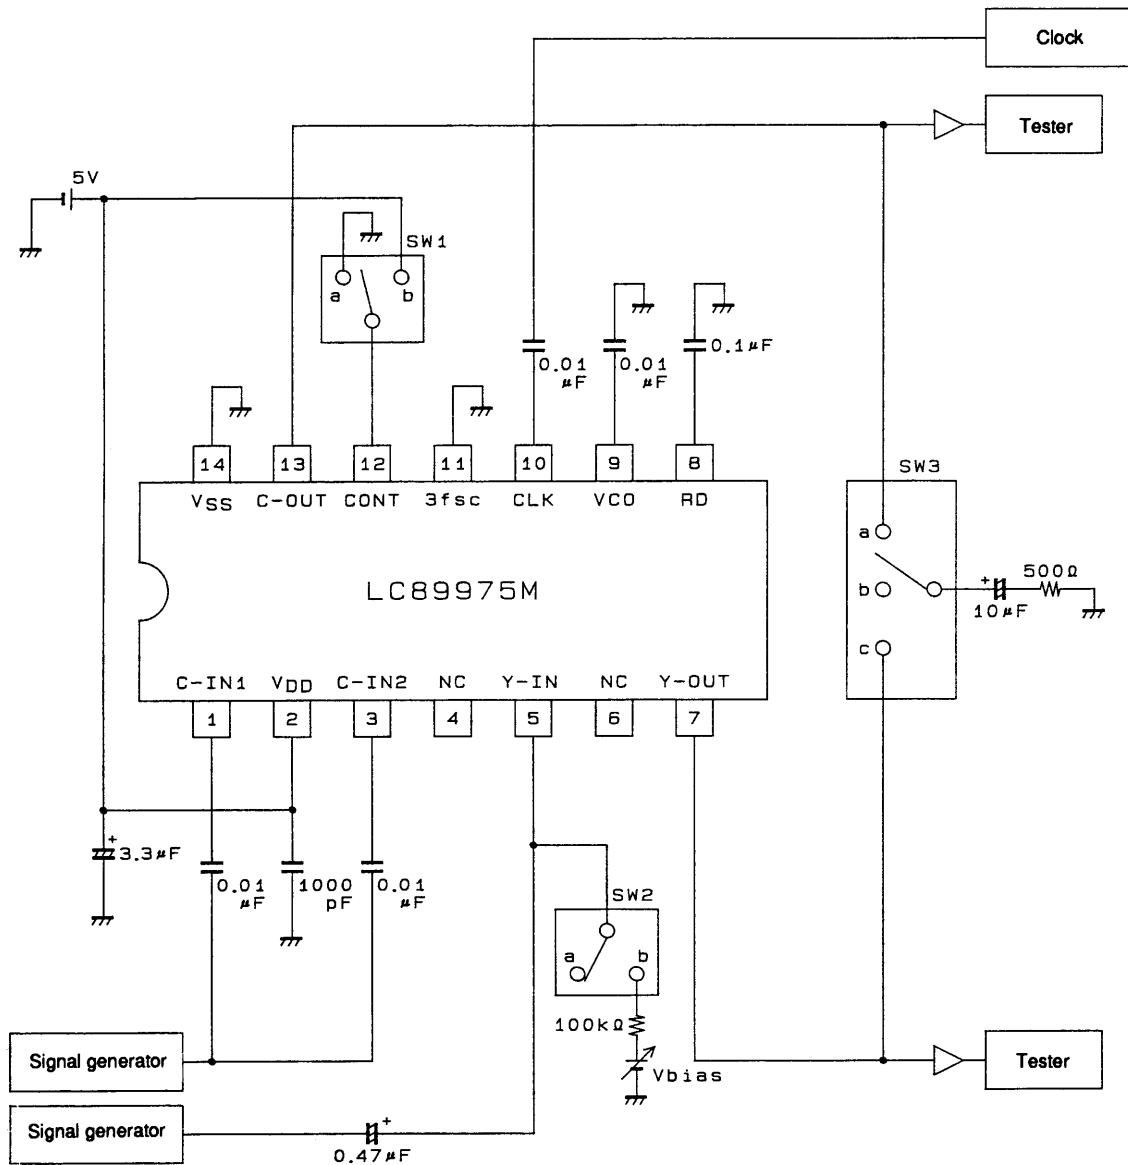 Clock
Tester
5V
SW1
a
b
0.01
μF
0.01
μF
0.1μF
14
13
12
11
10
9
8
VSS
C-OUT
CONT
3fsc
CLK
VCO
RD
SW3
a
b
c
+
10μF
500Ω
LC89975M
C-IN1
VDD
C-IN2
NC
Y-IN
NC
Y-OUT
1
2
3
4
5
6
7
+
3.3μF
0.01
μF
1000
pF
0.01
μF
SW2
a
b
100kΩ
Vbias
Signal generator
Tester
Signal generator
+
0.47μF